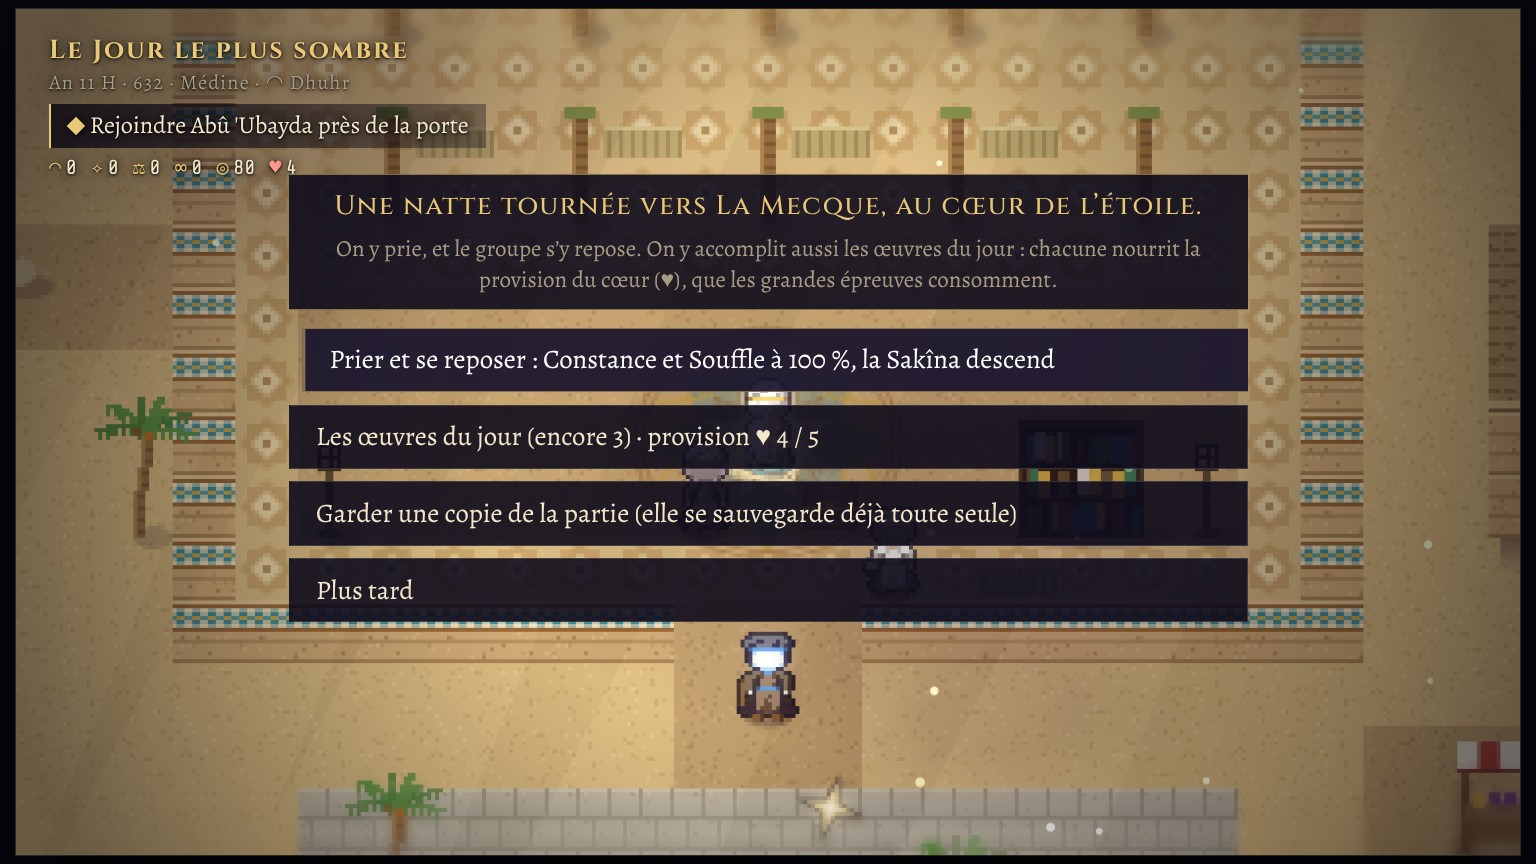 Le Jour le plus sombre
An 11 H · 632 · Médine · ◠ Dhuhr
◆ Rejoindre Abû 'Ubayda près de la porte
◠0 ✧0 ⚖0 ∞0 ◎80 ♥4
Une natte tournée vers La Mecque, au cœur de l’étoile.
On y prie, et le groupe s’y repose. On y accomplit aussi les œuvres du jour : chacune nourrit la
provision du cœur (♥), que les grandes épreuves consomment.
Prier et se reposer : Constance et Souffle à 100 %, la Sakîna descend
Les œuvres du jour (encore 3) · provision ♥ 4 / 5
Garder une copie de la partie (elle se sauvegarde déjà toute seule)
Plus tard